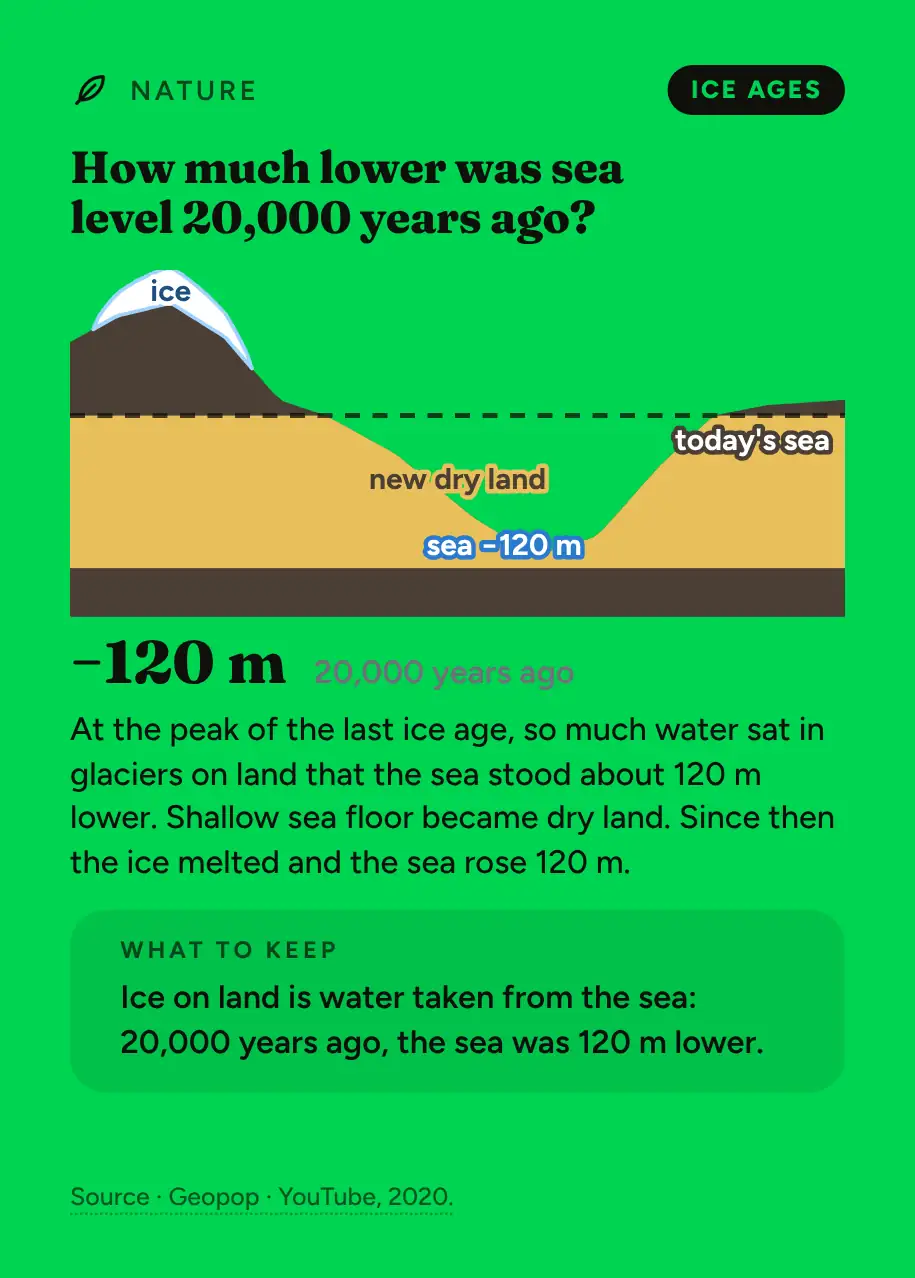 NATURE
ICE AGES
How much lower was sea
level 20,000 years ago?
ice
today's sea
new dry land
sea −120 m
−120 m 20,000 years ago
At the peak of the last ice age, so much water sat in
glaciers on land that the sea stood about 120 m
lower. Shallow sea floor became dry land. Since then
the ice melted and the sea rose 120 m.
WHAT TO KEEP
Ice on land is water taken from the sea:
20,000 years ago, the sea was 120 m lower.
Source · Geopop · YouTube, 2020.